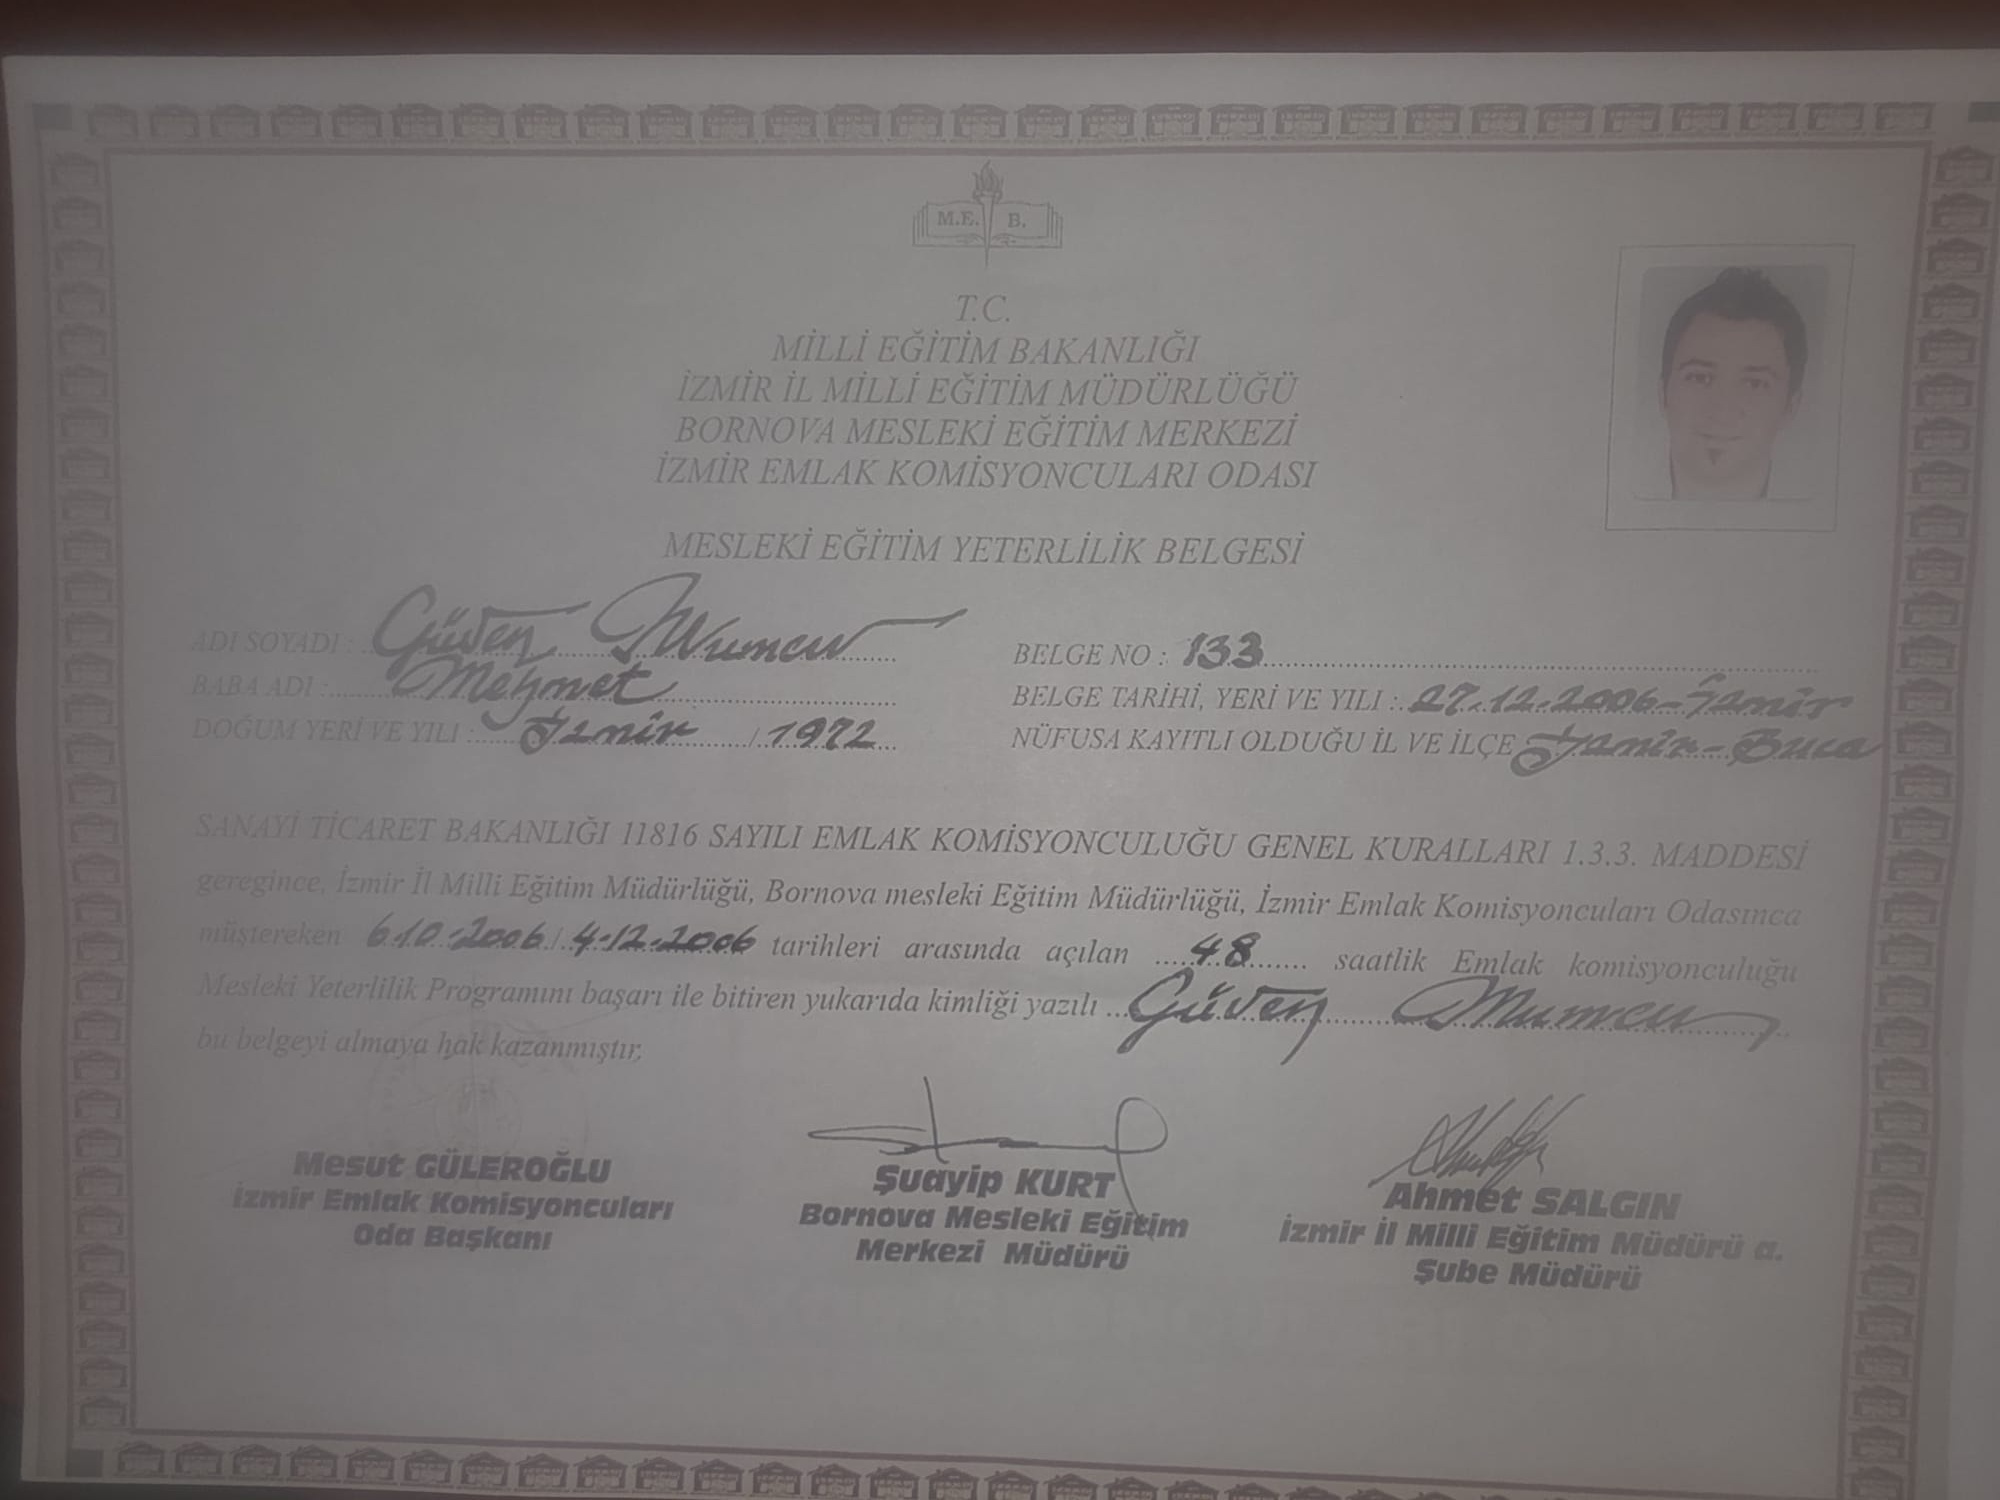 M.E. B.
T.C.
MİLLİ EĞİTİM BAKANLIĞI
İZMİR İL MİLLİ EĞİTİM MÜDÜRLÜĞÜ
BORNOVA MESLEKİ EĞİTİM MERKEZİ
İZMİR EMLAK KOMİSYONCULARI ODASI
MESLEKİ EĞİTİM YETERLİLİK BELGESİ
ADI SOYADI : Güven Mumcu
BABA ADI : Mehmet
DOĞUM YERİ VE YILI : İzmir / 1972
BELGE NO : 133
BELGE TARİHİ, YERİ VE YILI : 27.12.2006-İzmir
NÜFUSA KAYITLI OLDUĞU İL VE İLÇE İzmir-Buca
SANAYİ TİCARET BAKANLIĞI 11816 SAYILI EMLAK KOMİSYONCULUĞU GENEL KURALLARI 1.3.3. MADDESİ
geregince, İzmir İl Milli Eğitim Müdürlüğü, Bornova mesleki Eğitim Müdürlüğü, İzmir Emlak Komisyoncuları Odasınca
müştereken 6.10.2006 / 4.12.2006 tarihleri arasında açılan 48 saatlik Emlak komisyonculuğu
Mesleki Yeterlilik Programını başarı ile bitiren yukarıda kimliği yazılı Güven Mumcu
bu belgeyi almaya hak kazanmıştır.
Mesut GÜLEROĞLU
İzmir Emlak Komisyoncuları
Oda Başkanı
Şuayip KURT
Bornova Mesleki Eğitim
Merkezi Müdürü
Ahmet SALGIN
İzmir İl Milli Eğitim Müdürü a.
Şube Müdürü